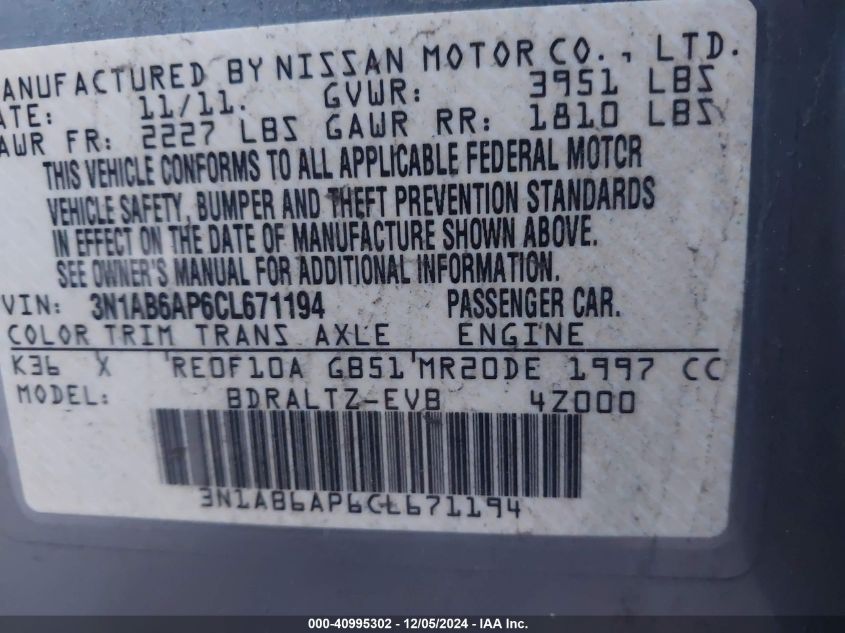 ANUFACTURED BY NISSAN MOTOR CO., LTD.
ATE: 11/11. GVWR: 3951 LBS
AWR FR: 2227 LBS GAWR RR: 1810 LBS
THIS VEHICLE CONFORMS TO ALL APPLICABLE FEDERAL MOTOR
VEHICLE SAFETY, BUMPER AND THEFT PREVENTION STANDARDS
IN EFFECT ON THE DATE OF MANUFACTURE SHOWN ABOVE.
SEE OWNER'S MANUAL FOR ADDITIONAL INFORMATION.
VIN: 3N1AB6AP6CL671194 PASSENGER CAR.
COLOR TRIM TRANS AXLE ENGINE
K36 X RE0F10A GB51 MR20DE 1997 CC
MODEL: BDRALTZ-EVB 4Z000
3N1AB6AP6CL671194
000-40995302 - 12/05/2024 - IAA Inc.